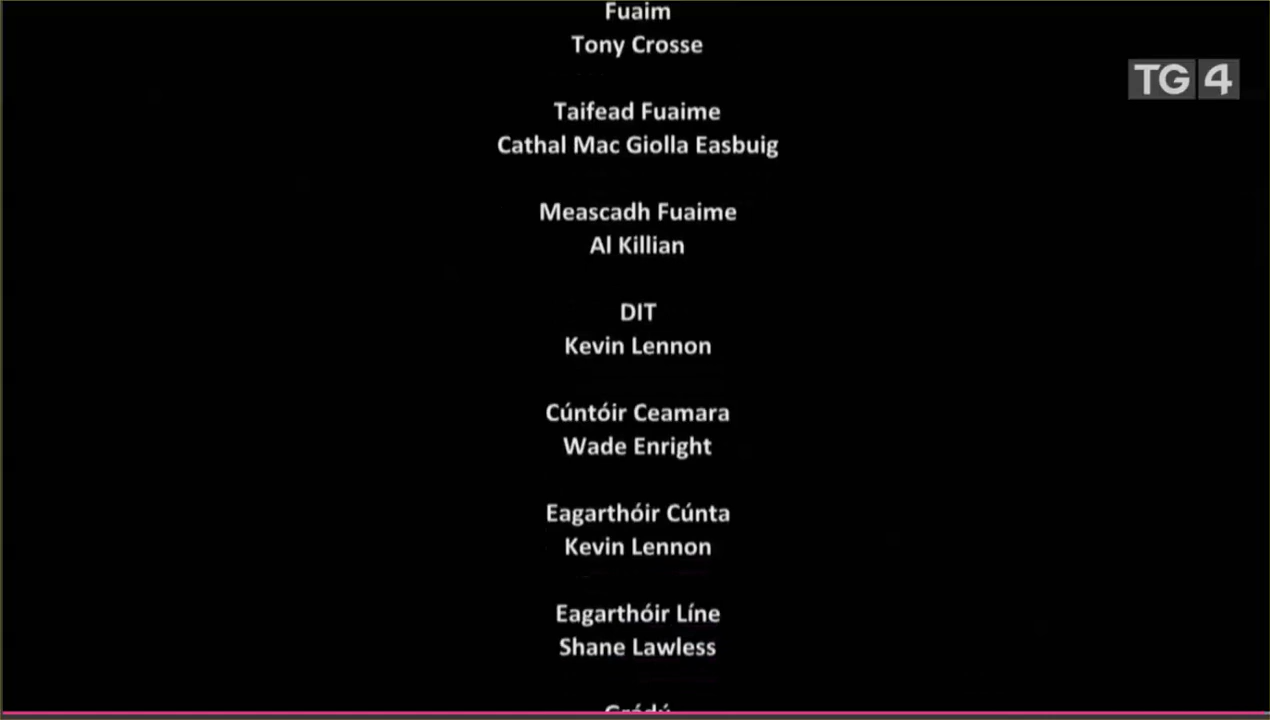 Fuaim
Tony Crosse
TG4
Taifead Fuaime
Cathal Mac Giolla Easbuig
Meascadh Fuaime
Al Killian
DIT
Kevin Lennon
Cúntóir Ceamara
Wade Enright
Eagarthóir Cúnta
Kevin Lennon
Eagarthóir Líne
Shane Lawless